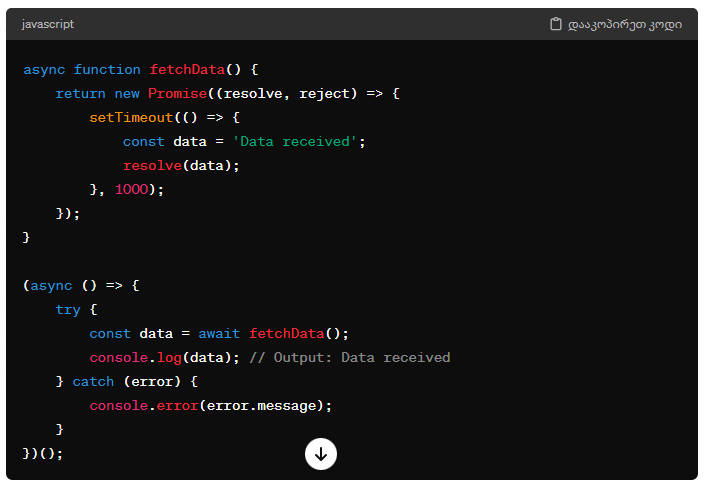 javascript
დააკოპირეთ კოდი
async function fetchData() {
    return new Promise((resolve, reject) => {
        setTimeout(() => {
            const data = 'Data received';
            resolve(data);
        }, 1000);
    });
}

(async () => {
    try {
        const data = await fetchData();
        console.log(data); // Output: Data received
    } catch (error) {
        console.error(error.message);
    }
})();